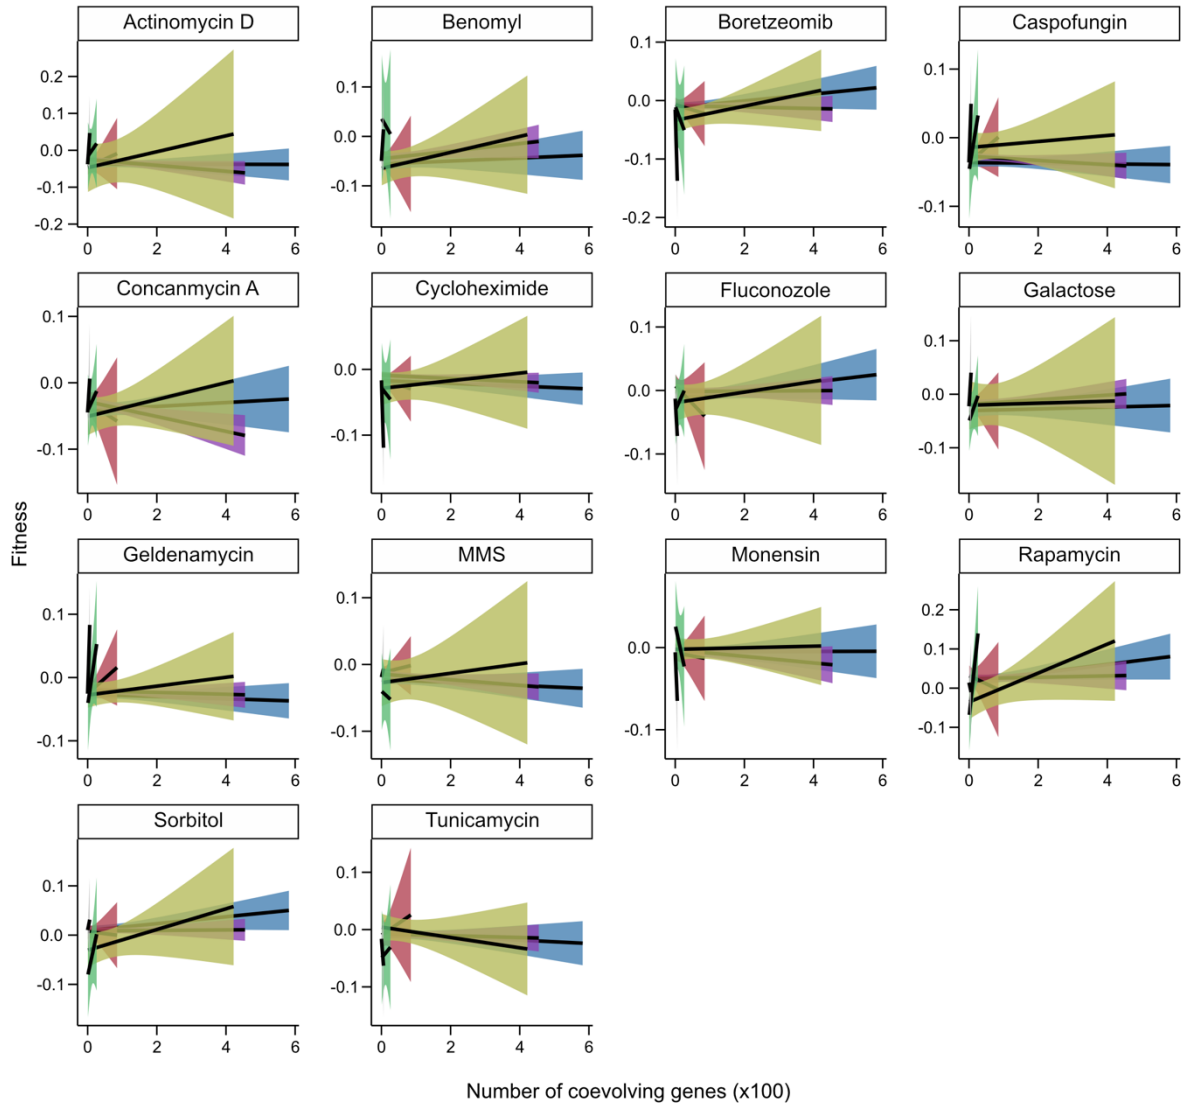 Actinomycin D
Benomyl
Boretzeomib
Caspofungin
0.2
0.1
0.0
-0.1
-0.2
0 2 4 6
0.1
0.0
-0.1
0 2 4 6
0.1
0.0
-0.1
-0.2
0 2 4 6
0.1
0.0
-0.1
0 2 4 6
Concanmycin A
Cycloheximide
Fluconozole
Galactose
0.1
0.0
-0.1
0 2 4 6
0.0
-0.1
0 2 4 6
0.1
0.0
-0.1
0 2 4 6
0.1
0.0
-0.1
0 2 4 6
Fitness
Geldenamycin
MMS
Monensin
Rapamycin
0.1
0.0
-0.1
0 2 4 6
0.1
0.0
-0.1
0 2 4 6
0.0
-0.1
0 2 4 6
0.2
0.1
0.0
-0.1
0 2 4 6
Sorbitol
Tunicamycin
0.1
0.0
-0.1
0 2 4 6
0.1
0.0
-0.1
0 2 4 6
Number of coevolving genes (x100)